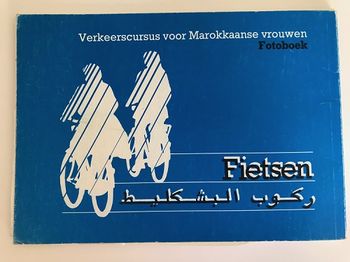 Verkeerscursus voor Marokkaanse vrouwen
Fotoboek
Fietsen
ركوب البشكليط